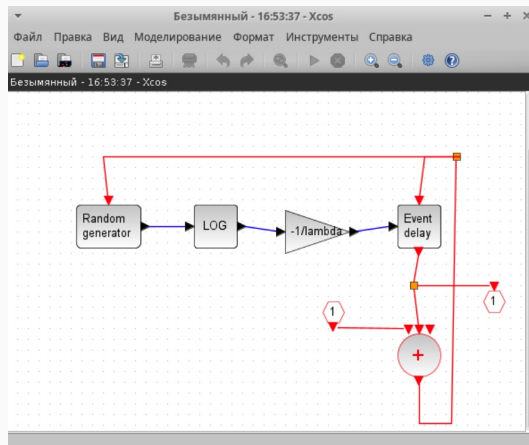 Безымянный - 16:53:37 - Xcos
Файл Правка Вид Моделирование Формат Инструменты Справка
Безымянный - 16:53:37 - Xcos
Random
generator
LOG
-1/lambda
Event
delay
1
1
+